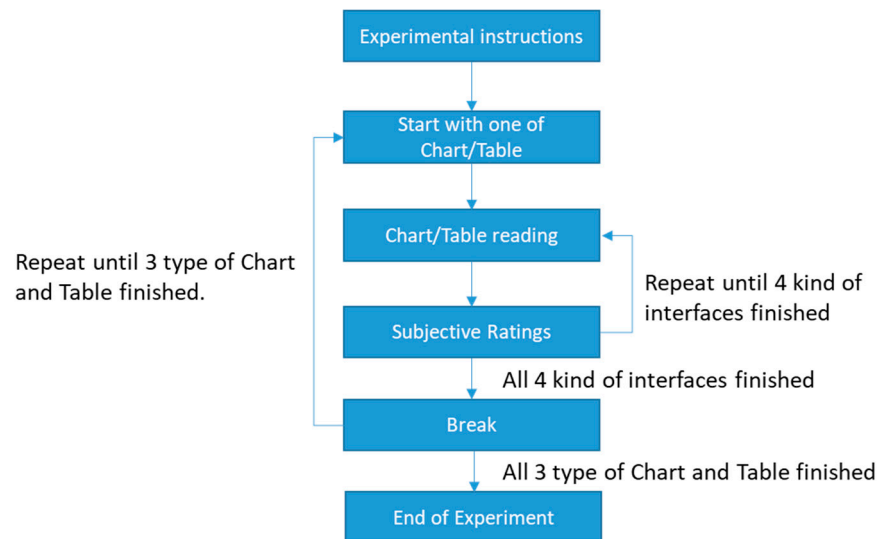 Experimental instructions
Start with one of
Chart/Table
Chart/Table reading
Repeat until 3 type of Chart
and Table finished.
Repeat until 4 kind of
interfaces finished
Subjective Ratings
All 4 kind of interfaces finished
Break
All 3 type of Chart and Table finished
End of Experiment